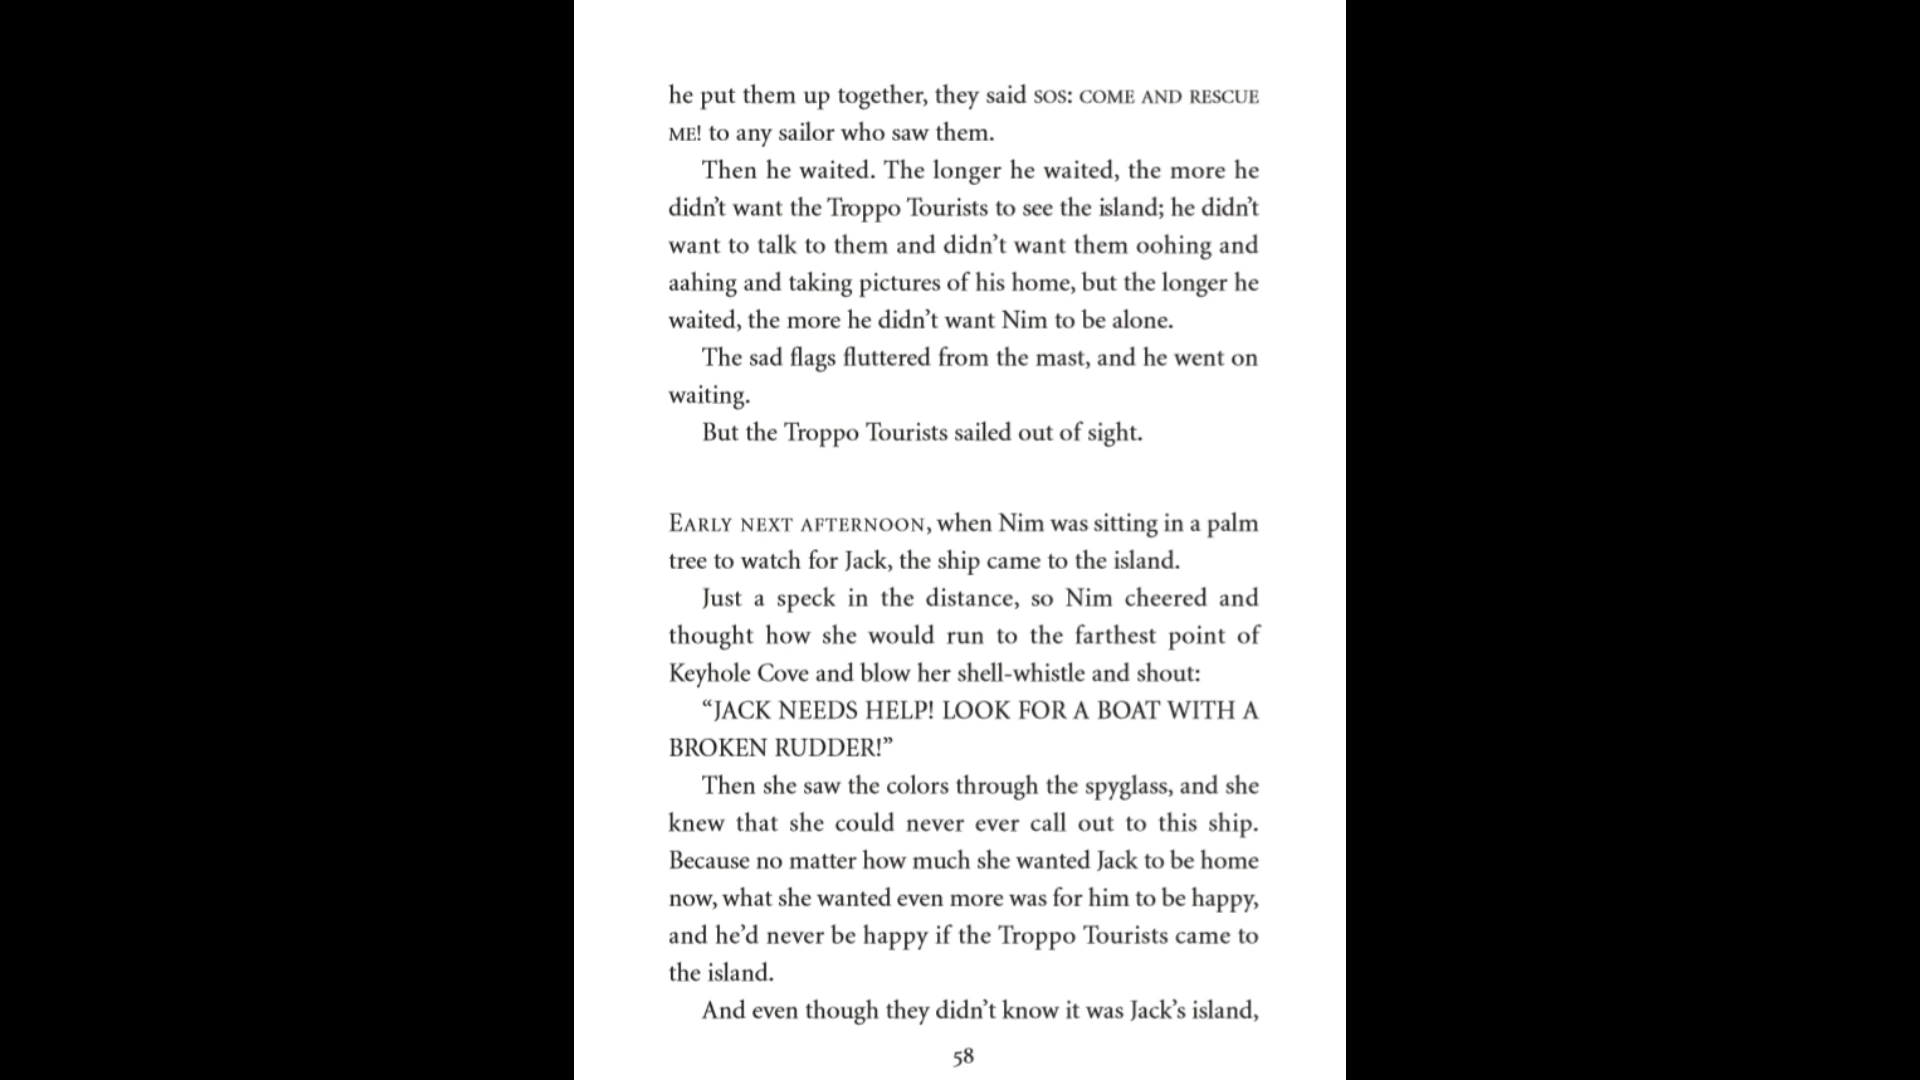 he put them up together, they said SOS: COME AND RESCUE
ME! to any sailor who saw them.
Then he waited. The longer he waited, the more he
didn’t want the Troppo Tourists to see the island; he didn’t
want to talk to them and didn’t want them oohing and
aahing and taking pictures of his home, but the longer he
waited, the more he didn’t want Nim to be alone.
The sad flags fluttered from the mast, and he went on
waiting.
But the Troppo Tourists sailed out of sight.
EARLY NEXT AFTERNOON, when Nim was sitting in a palm
tree to watch for Jack, the ship came to the island.
Just a speck in the distance, so Nim cheered and
thought how she would run to the farthest point of
Keyhole Cove and blow her shell-whistle and shout:
“JACK NEEDS HELP! LOOK FOR A BOAT WITH A
BROKEN RUDDER!”
Then she saw the colors through the spyglass, and she
knew that she could never ever call out to this ship.
Because no matter how much she wanted Jack to be home
now, what she wanted even more was for him to be happy,
and he’d never be happy if the Troppo Tourists came to
the island.
And even though they didn’t know it was Jack’s island,
58